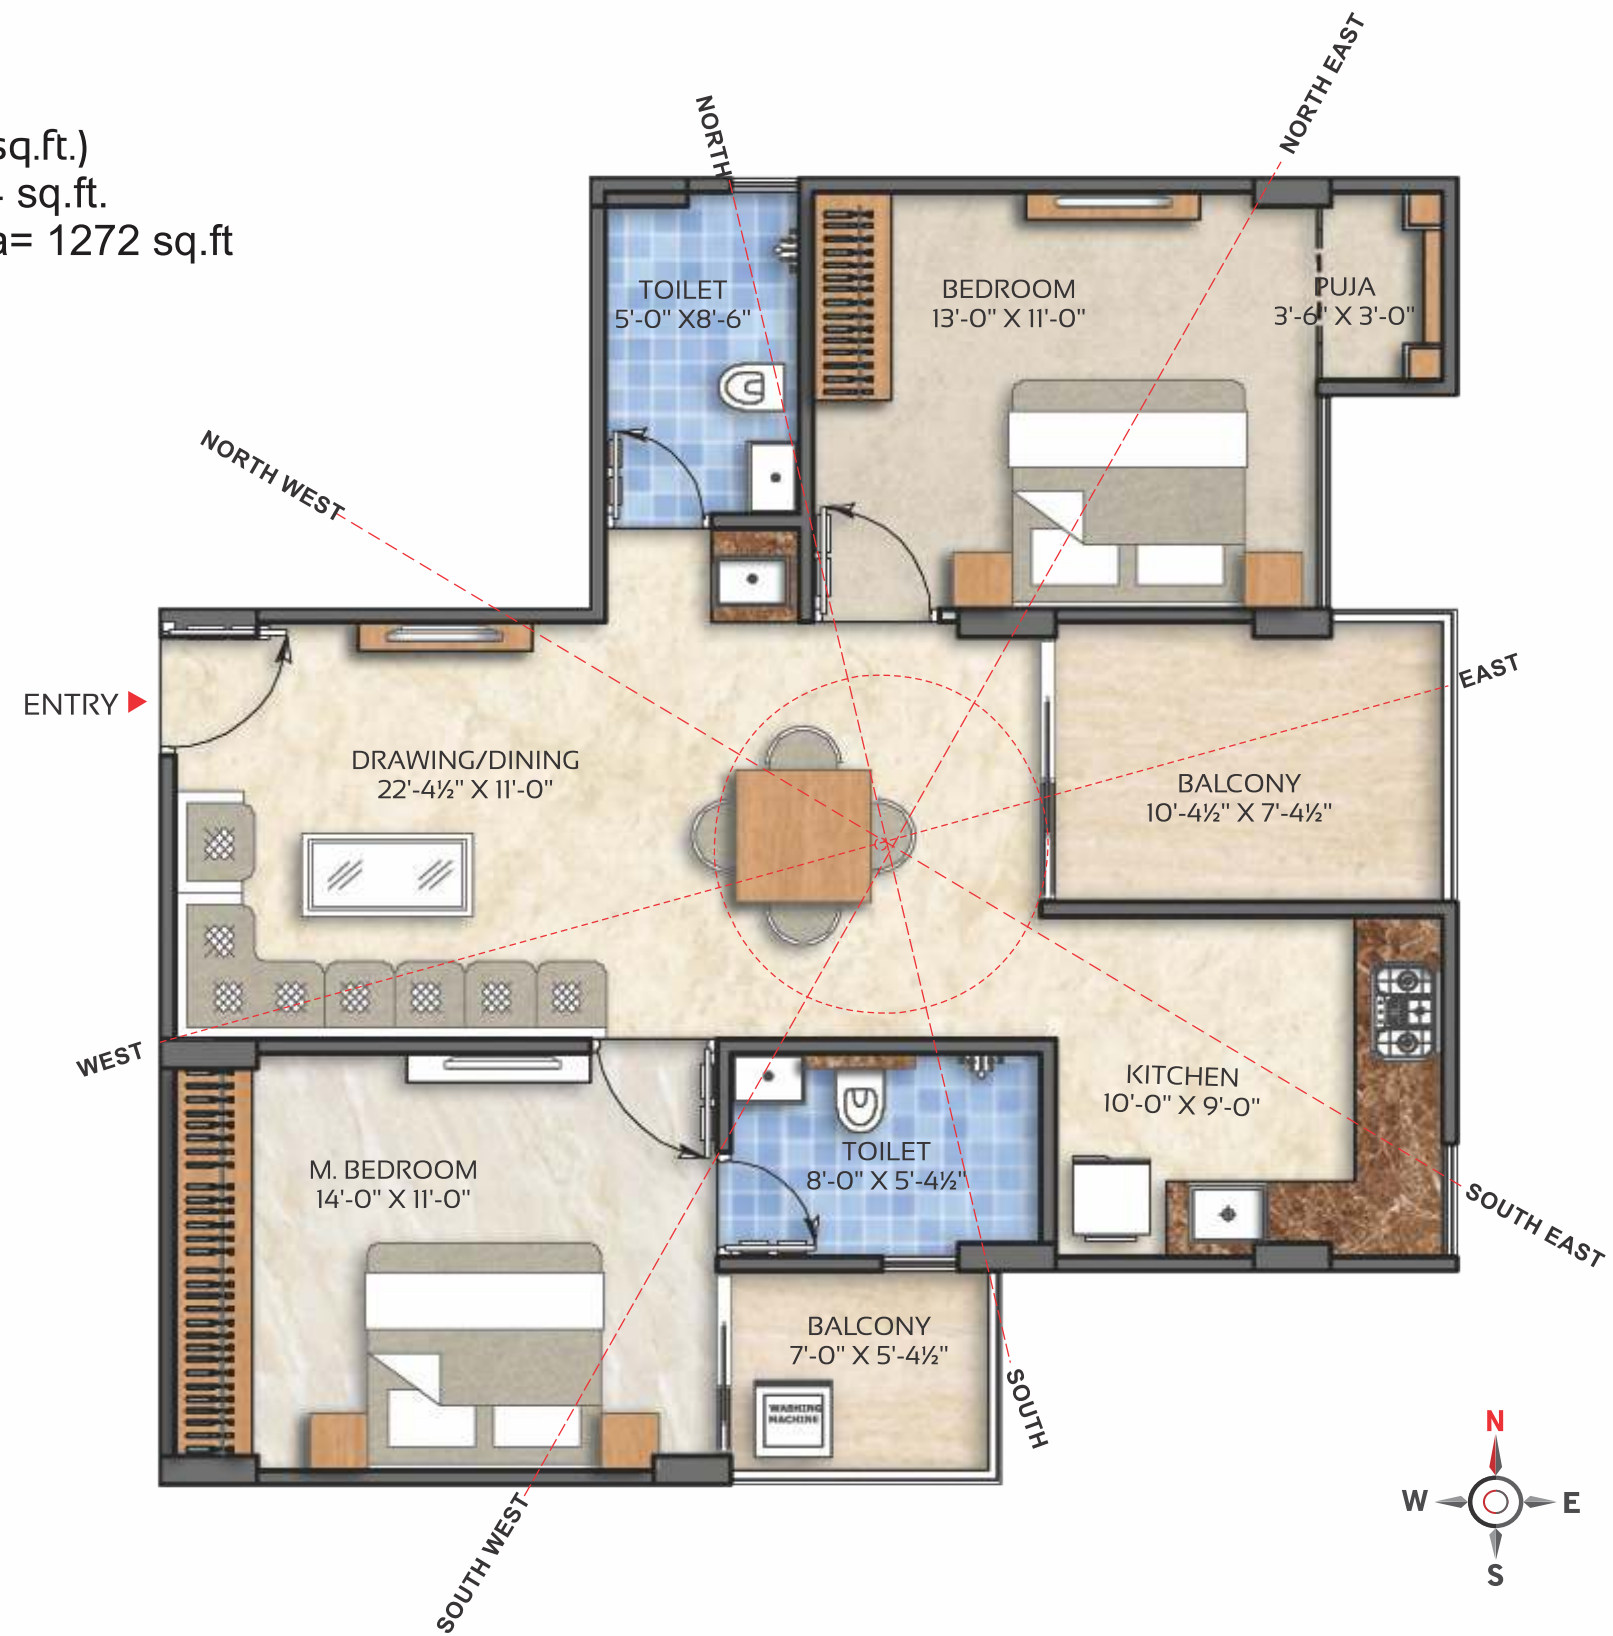 NORTH EAST
NORTH
sq.ft.)
sq.ft.
a= 1272 sq.ft
TOILET
5'-0" X8'-6"
BEDROOM
13'-0" X 11'-0"
PUJA
3'-6" X 3'-0"
NORTH WEST
EAST
ENTRY
DRAWING/DINING
22'-4½" X 11'-0"
BALCONY
10'-4½" X 7'-4½"
WEST
KITCHEN
10'-0" X 9'-0"
TOILET
8'-0" X 5'-4½"
M. BEDROOM
14'-0" X 11'-0"
SOUTH EAST
BALCONY
7'-0" X 5'-4½"
WASHING
MACHINE
SOUTH
SOUTH WEST
N
W E
S